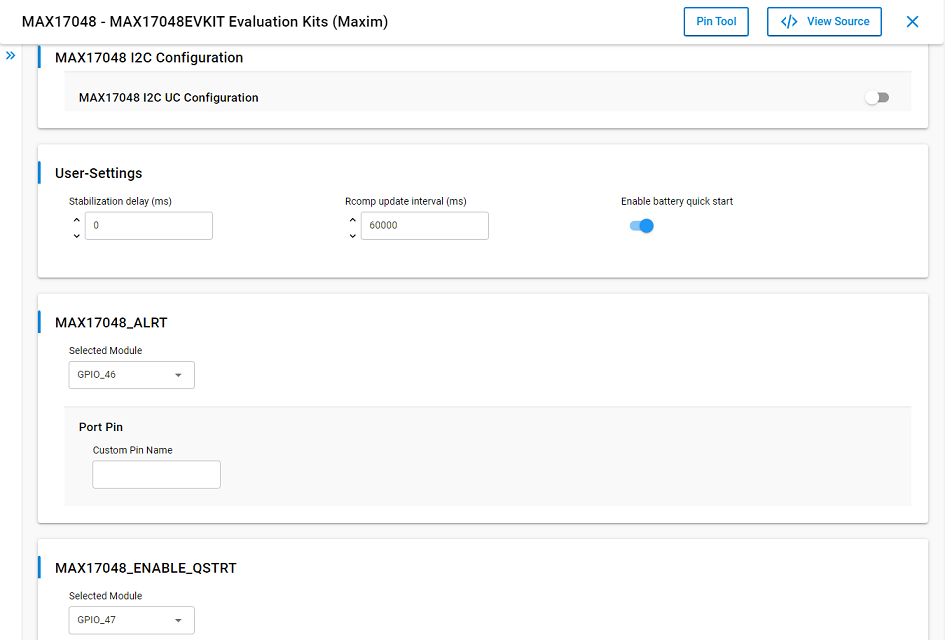 MAX17048 - MAX17048EVKIT Evaluation Kits (Maxim)
Pin Tool
</> View Source
MAX17048 I2C Configuration
MAX17048 I2C UC Configuration
User-Settings
Stabilization delay (ms)
Rcomp update interval (ms)
Enable battery quick start
0
60000
MAX17048_ALRT
Selected Module
GPIO_46
Port Pin
Custom Pin Name
MAX17048_ENABLE_QSTRT
Selected Module
GPIO_47